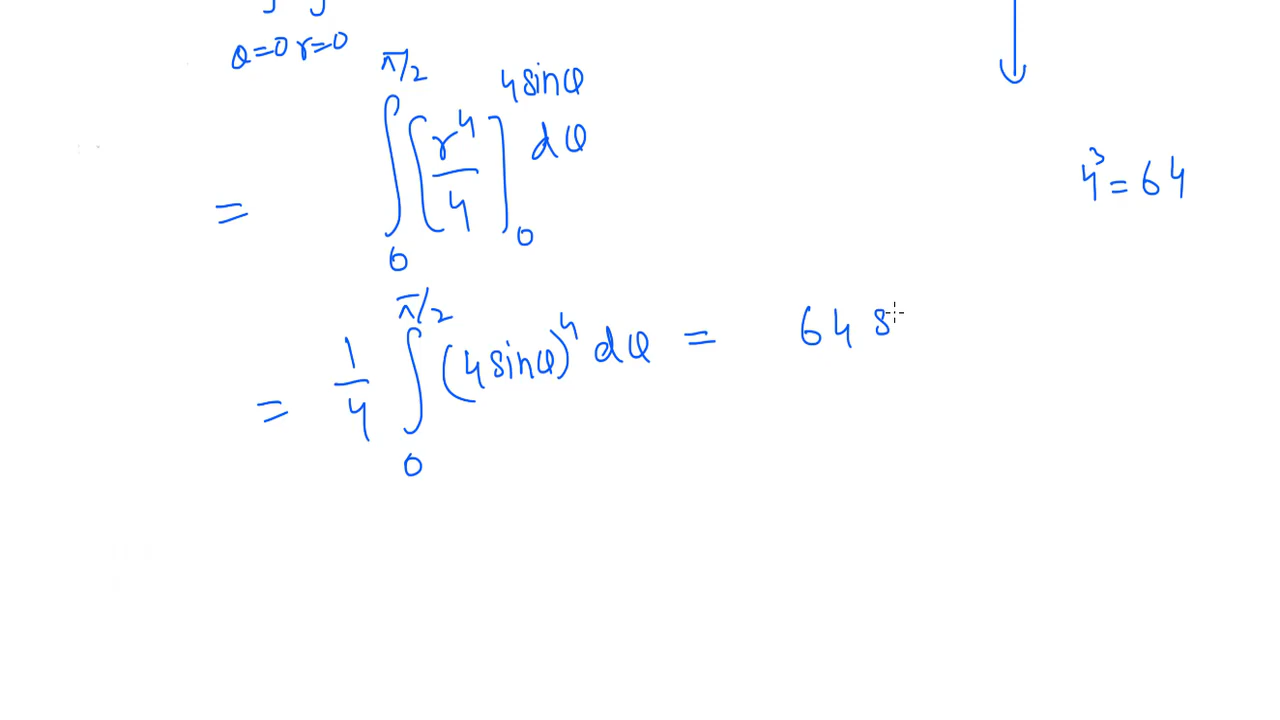 θ=0 r=0
= ∫₀^{π/2} [r⁴/4]₀^{4sinθ} dθ
4³ = 64
= 1/4 ∫₀^{π/2} (4sinθ)⁴ dθ = 64 s